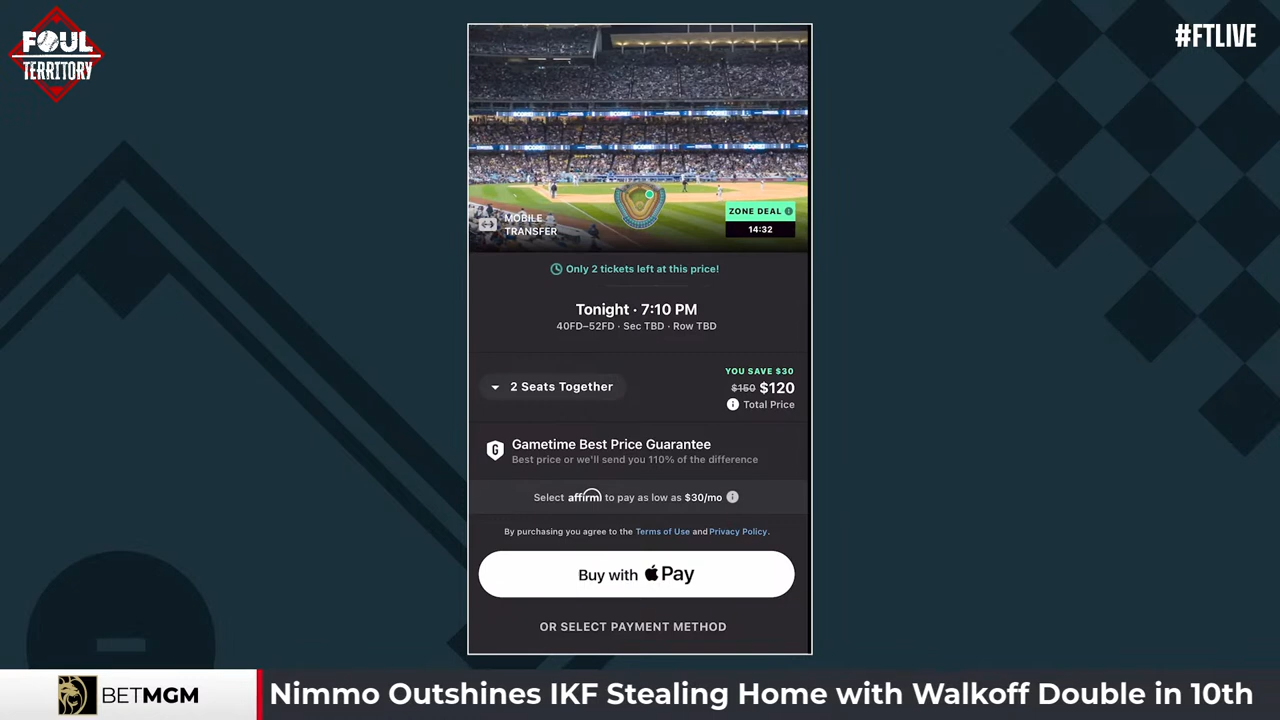 FOUL
TERRITORY
#FTLIVE
MOBILE
TRANSFER
ZONE DEAL
14:32
Only 2 tickets left at this price!
Tonight · 7:10 PM
40FD–52FD · Sec TBD · Row TBD
2 Seats Together
YOU SAVE $30
$150 $120
Total Price
G
Gametime Best Price Guarantee
Best price or we'll send you 110% of the difference
Select affirm to pay as low as $30/mo
By purchasing you agree to the Terms of Use and Privacy Policy.
Buy with Pay
OR SELECT PAYMENT METHOD
BETMGM
Nimmo Outshines IKF Stealing Home with Walkoff Double in 10th